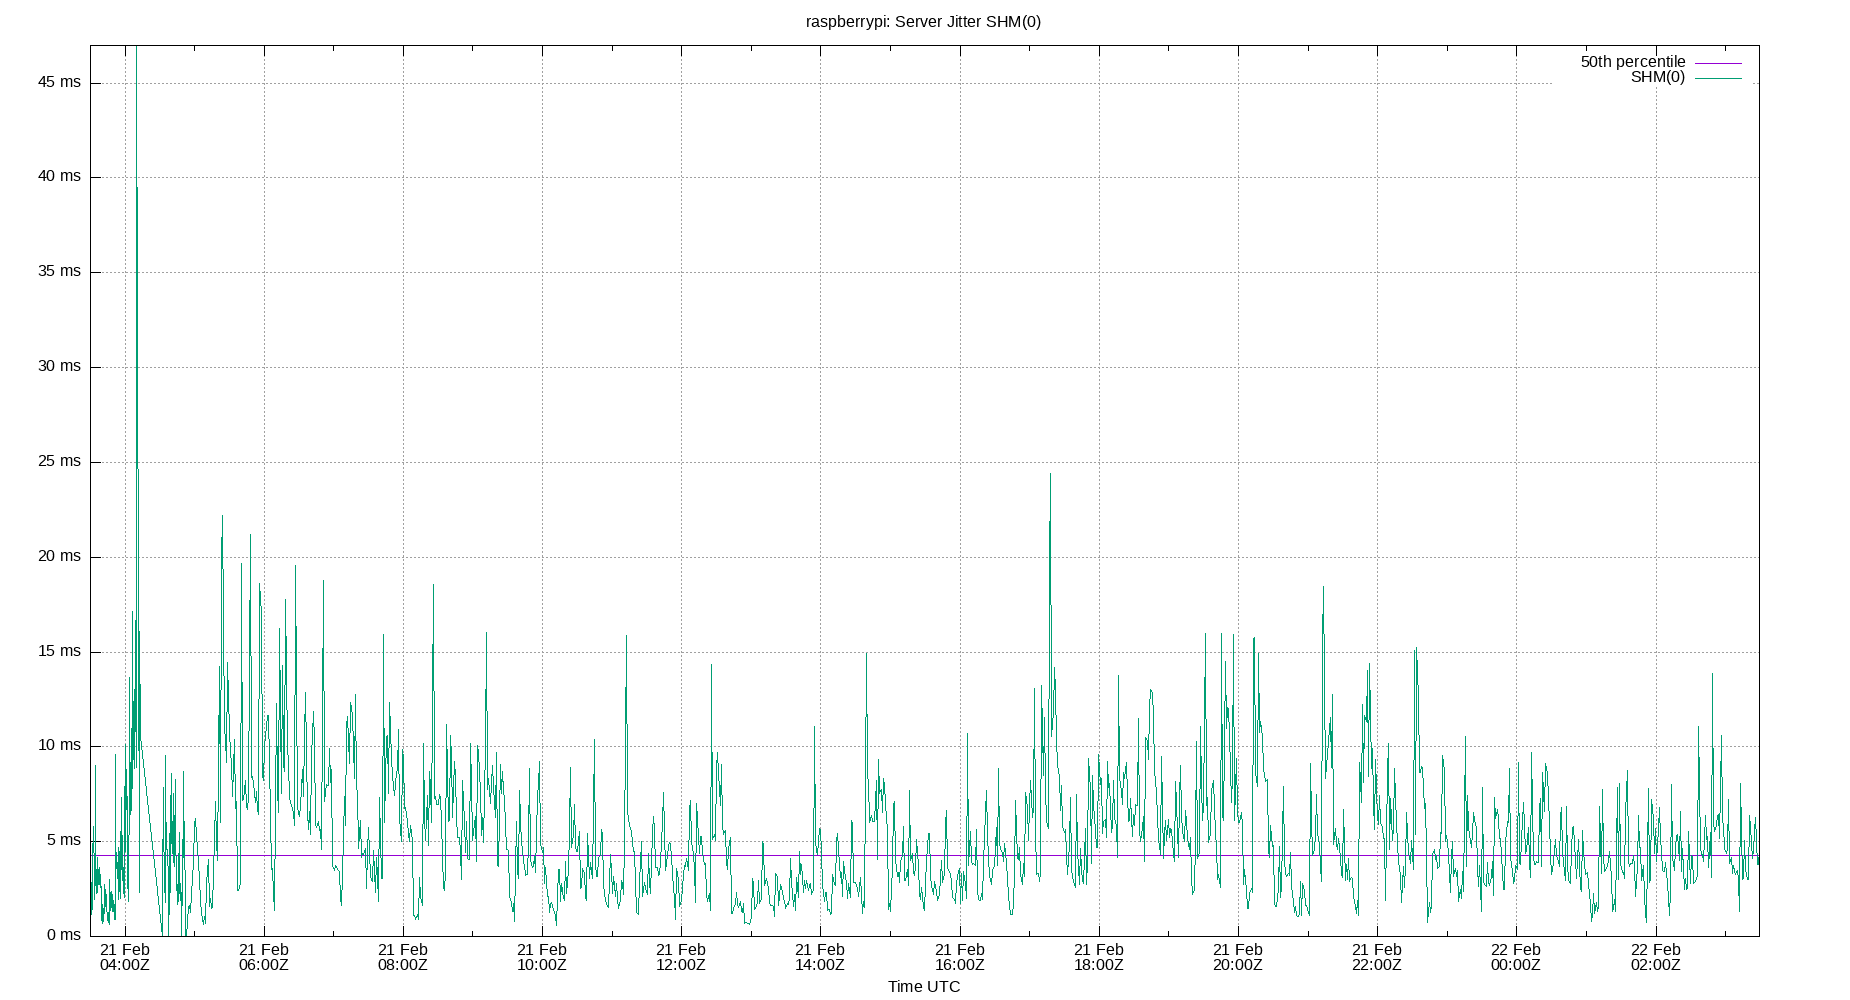 raspberrypi: Server Jitter SHM(0)
50th percentile
SHM(0)
45 ms
40 ms
35 ms
30 ms
25 ms
20 ms
15 ms
10 ms
5 ms
0 ms
21 Feb 21 Feb 21 Feb 21 Feb 21 Feb 21 Feb 21 Feb 21 Feb 21 Feb 21 Feb 22 Feb 22 Feb
04:00Z 06:00Z 08:00Z 10:00Z 12:00Z 14:00Z 16:00Z 18:00Z 20:00Z 22:00Z 00:00Z 02:00Z
Time UTC